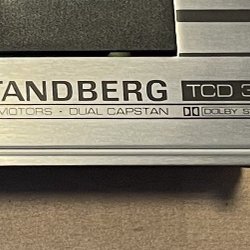 TANDBERG TCD 3
MOTORS · DUAL CAPSTAN DOLBY S